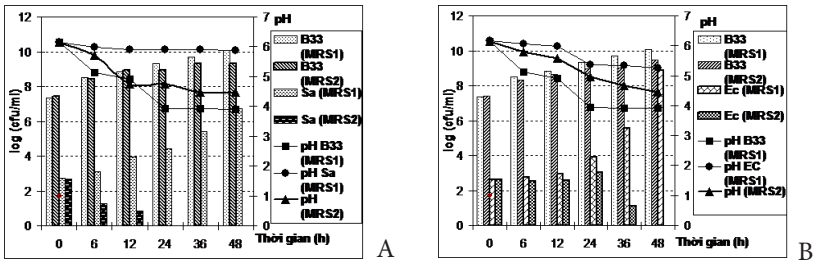 12
10
8
6
4
2
0
log (cfu/ml)
0 6 12 24 36 48
Thời gian (h)
7
6
5
4
3
2
1
0
pH
B33 (MRS1)
B33 (MRS2)
Sa (MRS1)
Sa (MRS2)
pH B33 (MRS1)
pH Sa (MRS1)
pH (MRS2)
A
12
10
8
6
4
2
0
log (cfu/ml)
0 6 12 24 36 48
Thời gian (h)
7
6
5
4
3
2
1
0
pH
B33 (MRS1)
B33 (MRS2)
Ec (MRS1)
Ec (MRS2)
pH B33 (MRS1)
pH EC (MRS1)
pH (MRS2)
B